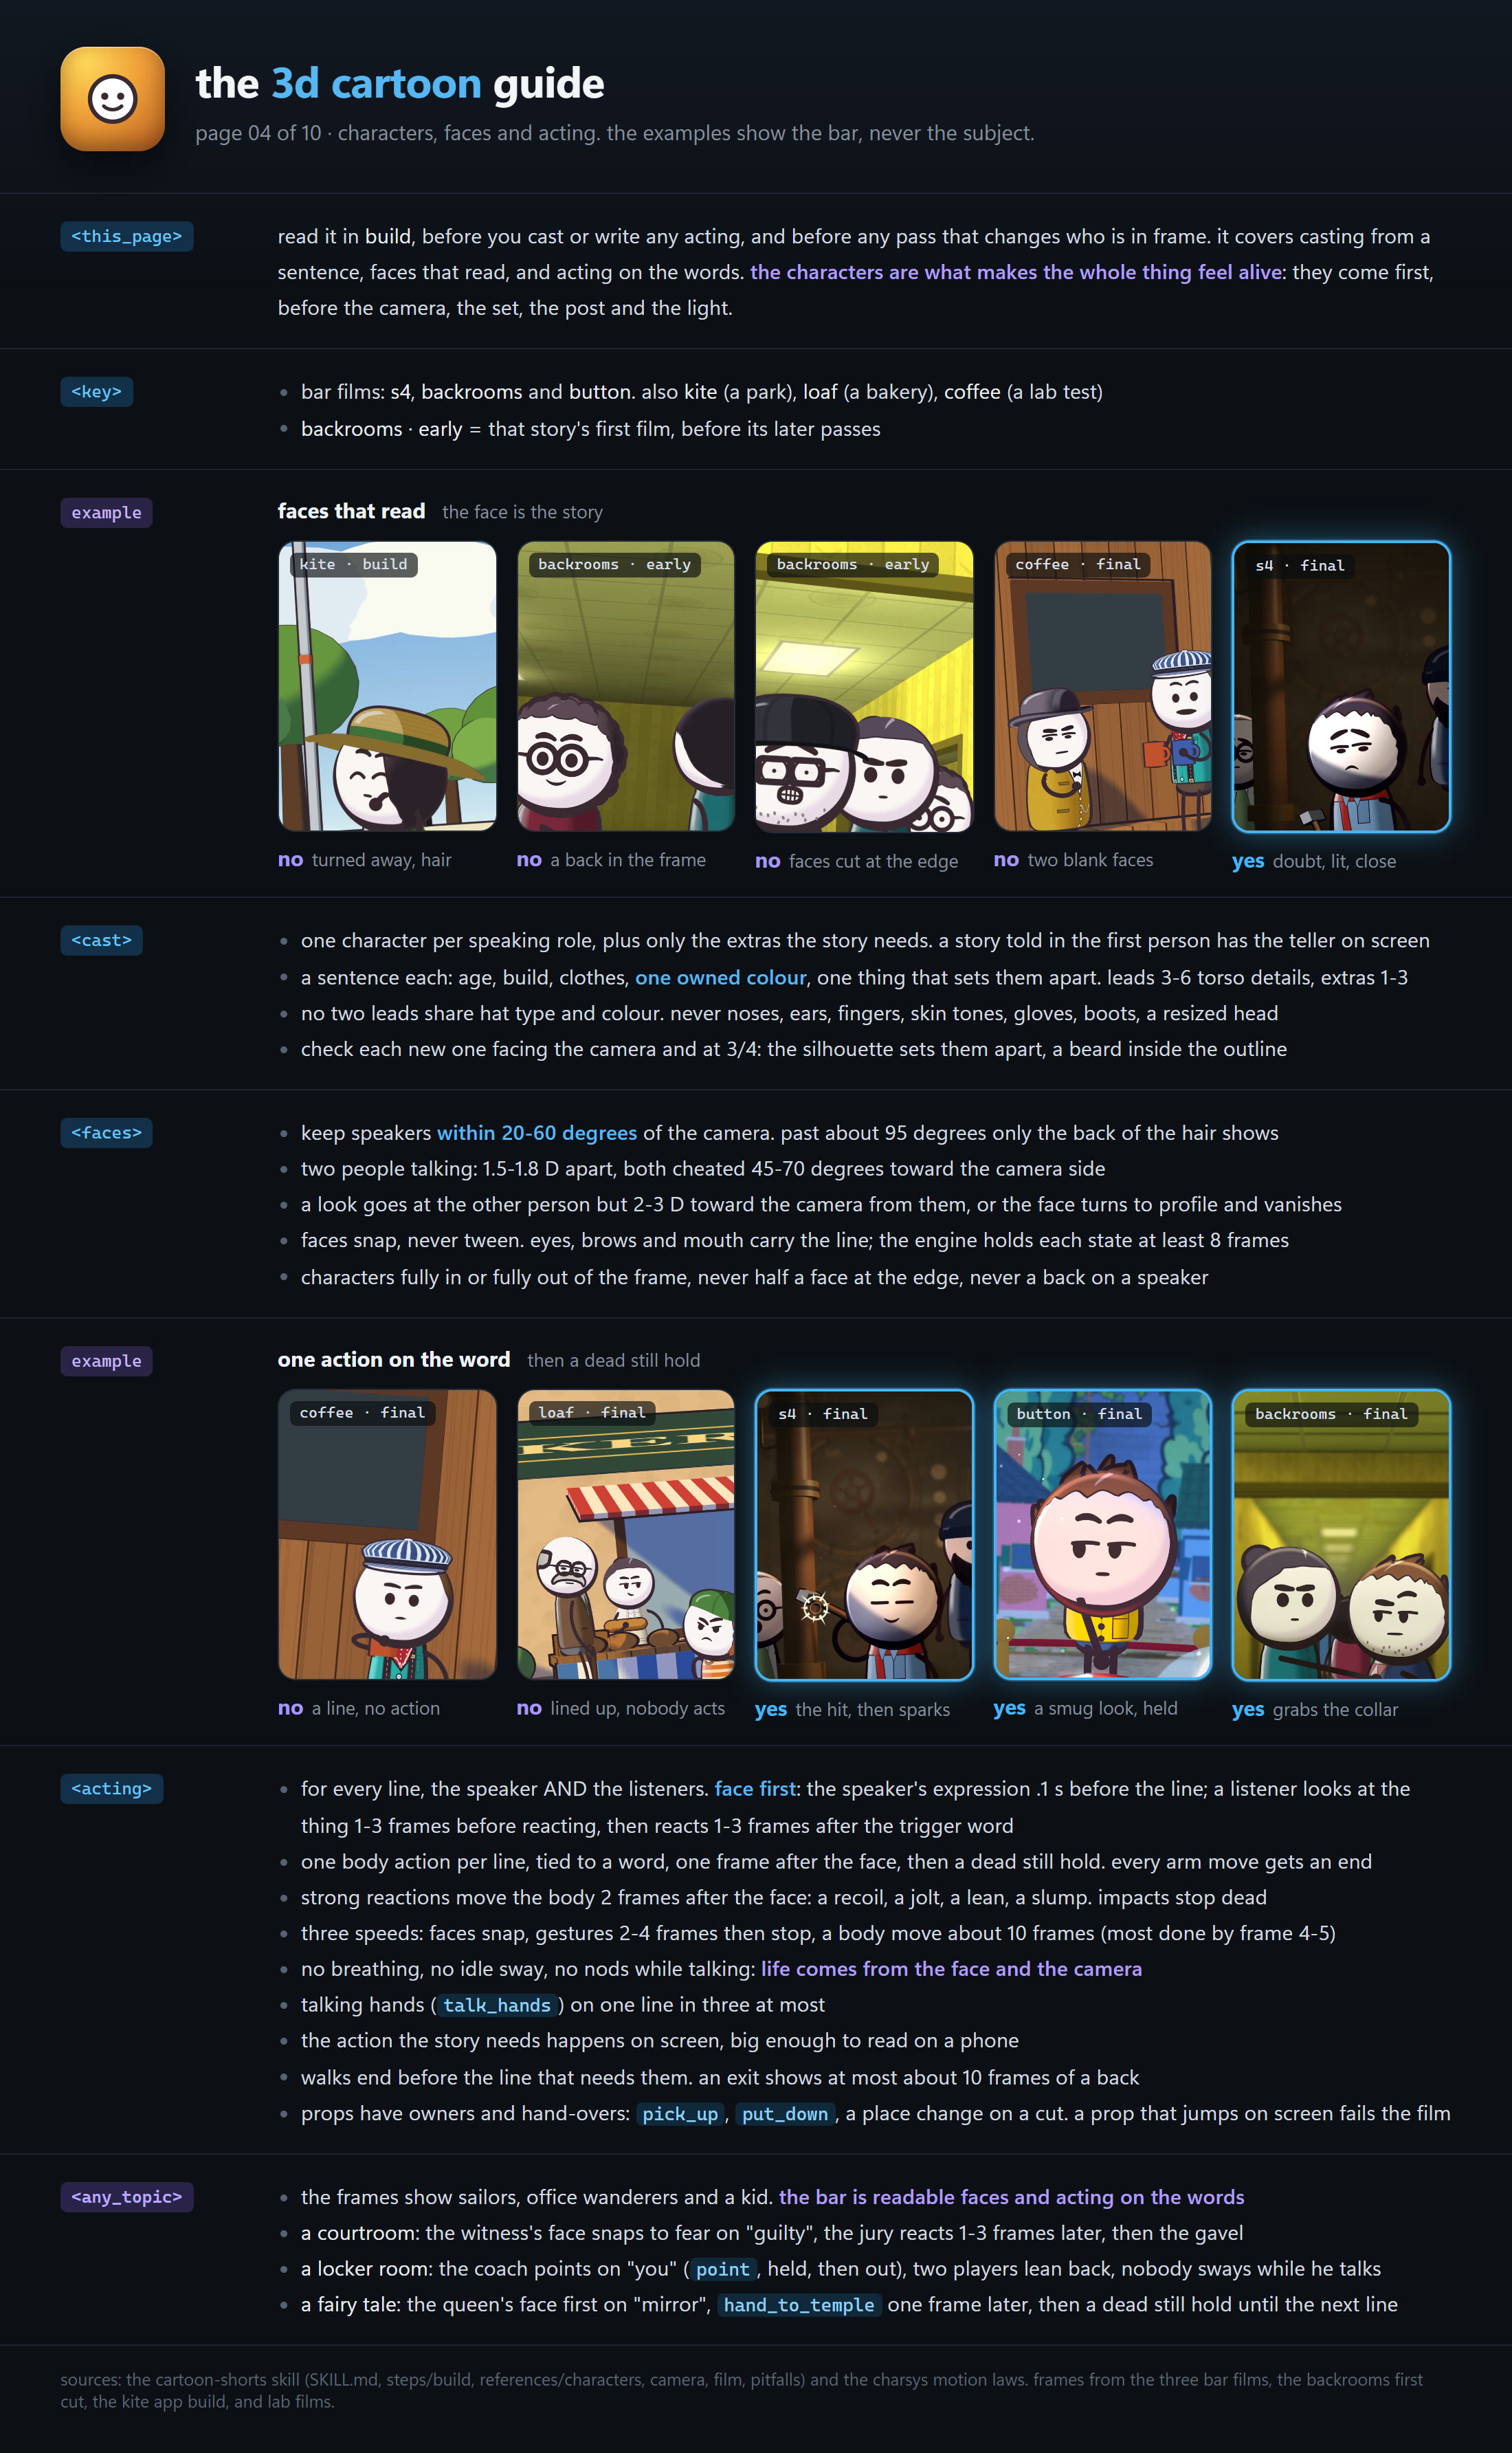 the 3d cartoon guide
page 04 of 10 · characters, faces and acting. the examples show the bar, never the subject.
<this_page>
read it in build, before you cast or write any acting, and before any pass that changes who is in frame. it covers casting from a
sentence, faces that read, and acting on the words. the characters are what makes the whole thing feel alive: they come first,
before the camera, the set, the post and the light.
<key>
bar films: s4, backrooms and button. also kite (a park), loaf (a bakery), coffee (a lab test)
backrooms · early = that story's first film, before its later passes
example
faces that read the face is the story
kite · build
backrooms · early
backrooms · early
coffee · final
s4 · final
no turned away, hair
no a back in the frame
no faces cut at the edge
no two blank faces
yes doubt, lit, close
<cast>
one character per speaking role, plus only the extras the story needs. a story told in the first person has the teller on screen
a sentence each: age, build, clothes, one owned colour, one thing that sets them apart. leads 3-6 torso details, extras 1-3
no two leads share hat type and colour. never noses, ears, fingers, skin tones, gloves, boots, a resized head
check each new one facing the camera and at 3/4: the silhouette sets them apart, a beard inside the outline
<faces>
keep speakers within 20-60 degrees of the camera. past about 95 degrees only the back of the hair shows
two people talking: 1.5-1.8 D apart, both cheated 45-70 degrees toward the camera side
a look goes at the other person but 2-3 D toward the camera from them, or the face turns to profile and vanishes
faces snap, never tween. eyes, brows and mouth carry the line; the engine holds each state at least 8 frames
characters fully in or fully out of the frame, never half a face at the edge, never a back on a speaker
example
one action on the word then a dead still hold
coffee · final
loaf · final
KER
s4 · final
button · final
backrooms · final
no a line, no action
no lined up, nobody acts
yes the hit, then sparks
yes a smug look, held
yes grabs the collar
<acting>
for every line, the speaker AND the listeners. face first: the speaker's expression .1 s before the line; a listener looks at the
thing 1-3 frames before reacting, then reacts 1-3 frames after the trigger word
one body action per line, tied to a word, one frame after the face, then a dead still hold. every arm move gets an end
strong reactions move the body 2 frames after the face: a recoil, a jolt, a lean, a slump. impacts stop dead
three speeds: faces snap, gestures 2-4 frames then stop, a body move about 10 frames (most done by frame 4-5)
no breathing, no idle sway, no nods while talking: life comes from the face and the camera
talking hands (talk_hands) on one line in three at most
the action the story needs happens on screen, big enough to read on a phone
walks end before the line that needs them. an exit shows at most about 10 frames of a back
props have owners and hand-overs: pick_up, put_down, a place change on a cut. a prop that jumps on screen fails the film
<any_topic>
the frames show sailors, office wanderers and a kid. the bar is readable faces and acting on the words
a courtroom: the witness's face snaps to fear on "guilty", the jury reacts 1-3 frames later, then the gavel
a locker room: the coach points on "you" (point, held, then out), two players lean back, nobody sways while he talks
a fairy tale: the queen's face first on "mirror", hand_to_temple one frame later, then a dead still hold until the next line
sources: the cartoon-shorts skill (SKILL.md, steps/build, references/characters, camera, film, pitfalls) and the charsys motion laws. frames from the three bar films, the backrooms first
cut, the kite app build, and lab films.